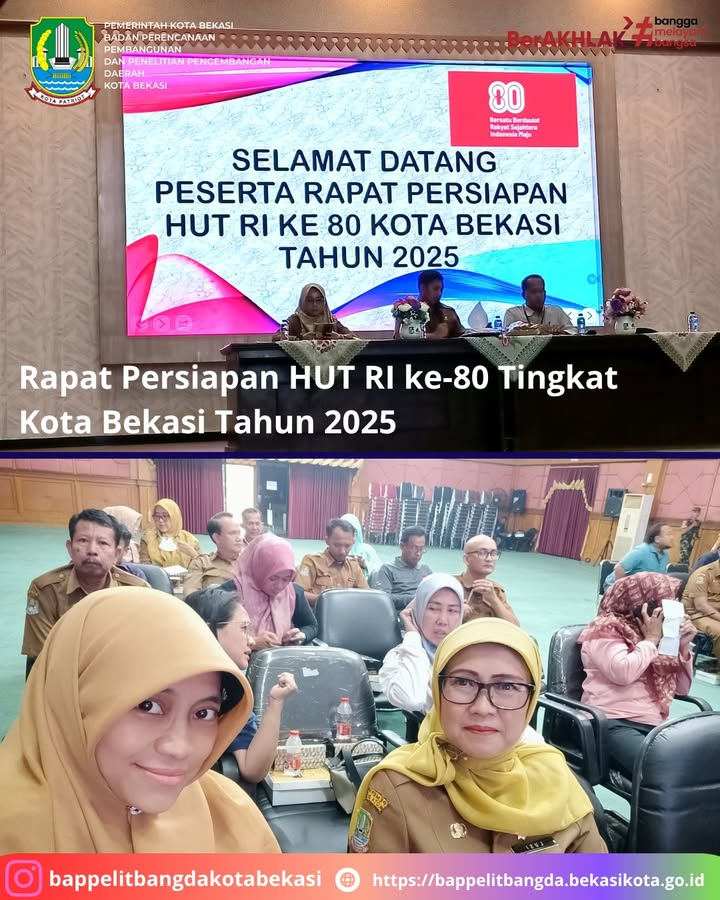 PEMERINTAH KOTA BEKASI
BADAN PERENCANAAN
PEMBANGUNAN
DAN PENELITIAN PENGEMBANGAN
DAERAH
KOTA BEKASI
KOTA PATRIOT
BerAKHLAK
#bangga
melayani
bangsa
80
Bersatu Berdaulat
Rakyat Sejahtera
Indonesia Maju
SELAMAT DATANG
PESERTA RAPAT PERSIAPAN
HUT RI KE 80 KOTA BEKASI
TAHUN 2025
Rapat Persiapan HUT RI ke-80 Tingkat
Kota Bekasi Tahun 2025
bappelitbangdakotabekasi
https://bappelitbangda.bekasikota.go.id